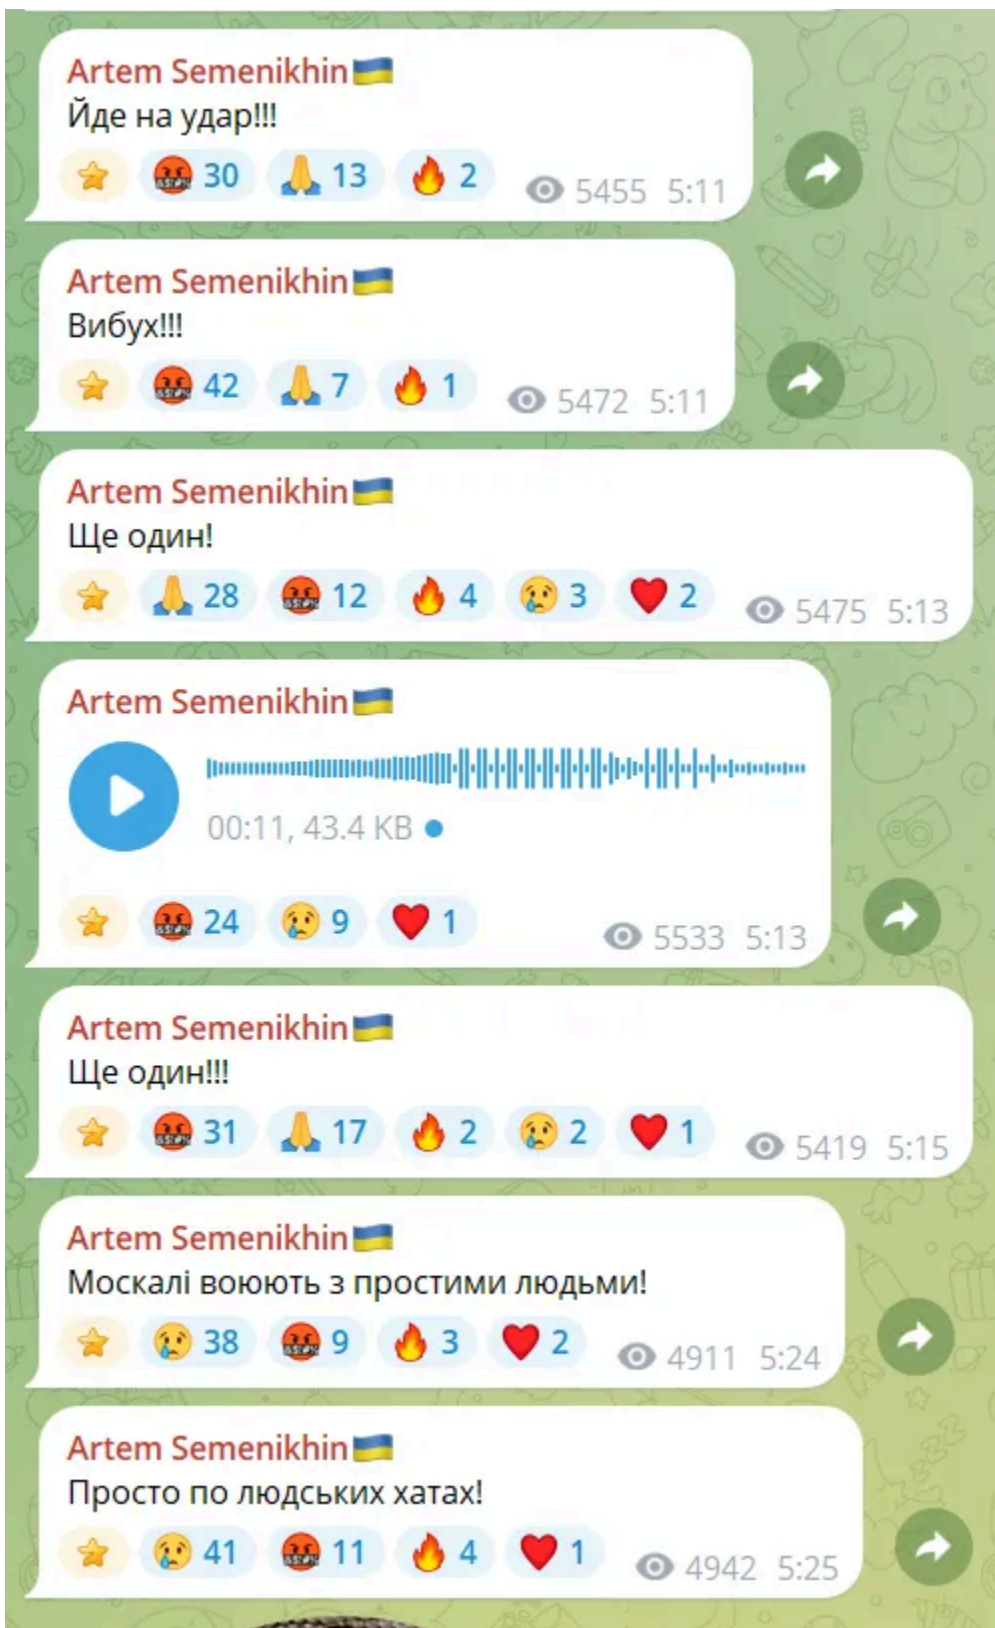 Artem Semenikhin🇺🇦
Йде на удар!!!
⭐ 🤬 30 🙏 13 🔥 2 5455 5:11
Artem Semenikhin🇺🇦
Вибух!!!
⭐ 🤬 42 🙏 7 🔥 1 5472 5:11
Artem Semenikhin🇺🇦
Ще один!
⭐ 🙏 28 🤬 12 🔥 4 😢 3 ❤ 2 5475 5:13
Artem Semenikhin🇺🇦
00:11, 43.4 KB
⭐ 🤬 24 😢 9 ❤ 1 5533 5:13
Artem Semenikhin🇺🇦
Ще один!!!
⭐ 🤬 31 🙏 17 🔥 2 😢 2 ❤ 1 5419 5:15
Artem Semenikhin🇺🇦
Москалі воюють з простими людьми!
⭐ 😢 38 🤬 9 🔥 3 ❤ 2 4911 5:24
Artem Semenikhin🇺🇦
Просто по людських хатах!
⭐ 😢 41 🤬 11 🔥 4 ❤ 1 4942 5:25